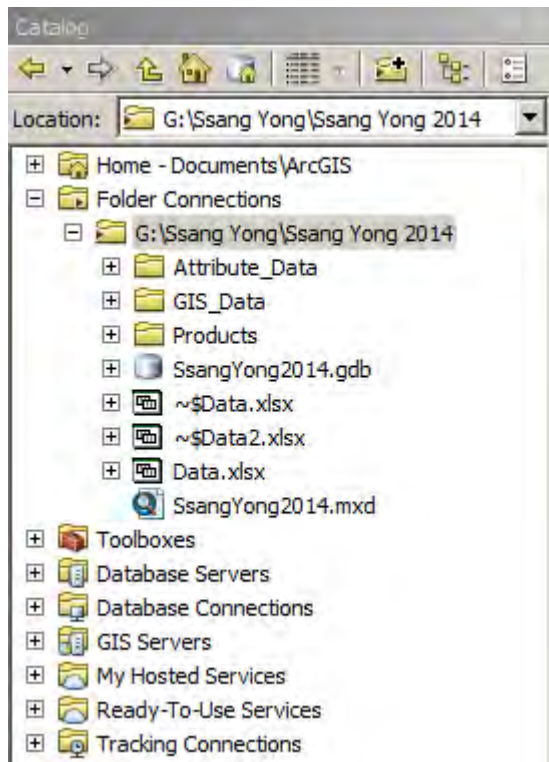 Catalog
Location: G:\Ssang Yong\Ssang Yong 2014
Home - Documents\ArcGIS
Folder Connections
G:\Ssang Yong\Ssang Yong 2014
Attribute_Data
GIS_Data
Products
SsangYong2014.gdb
~$Data.xlsx
~$Data2.xlsx
Data.xlsx
SsangYong2014.mxd
Toolboxes
Database Servers
Database Connections
GIS Servers
My Hosted Services
Ready-To-Use Services
Tracking Connections